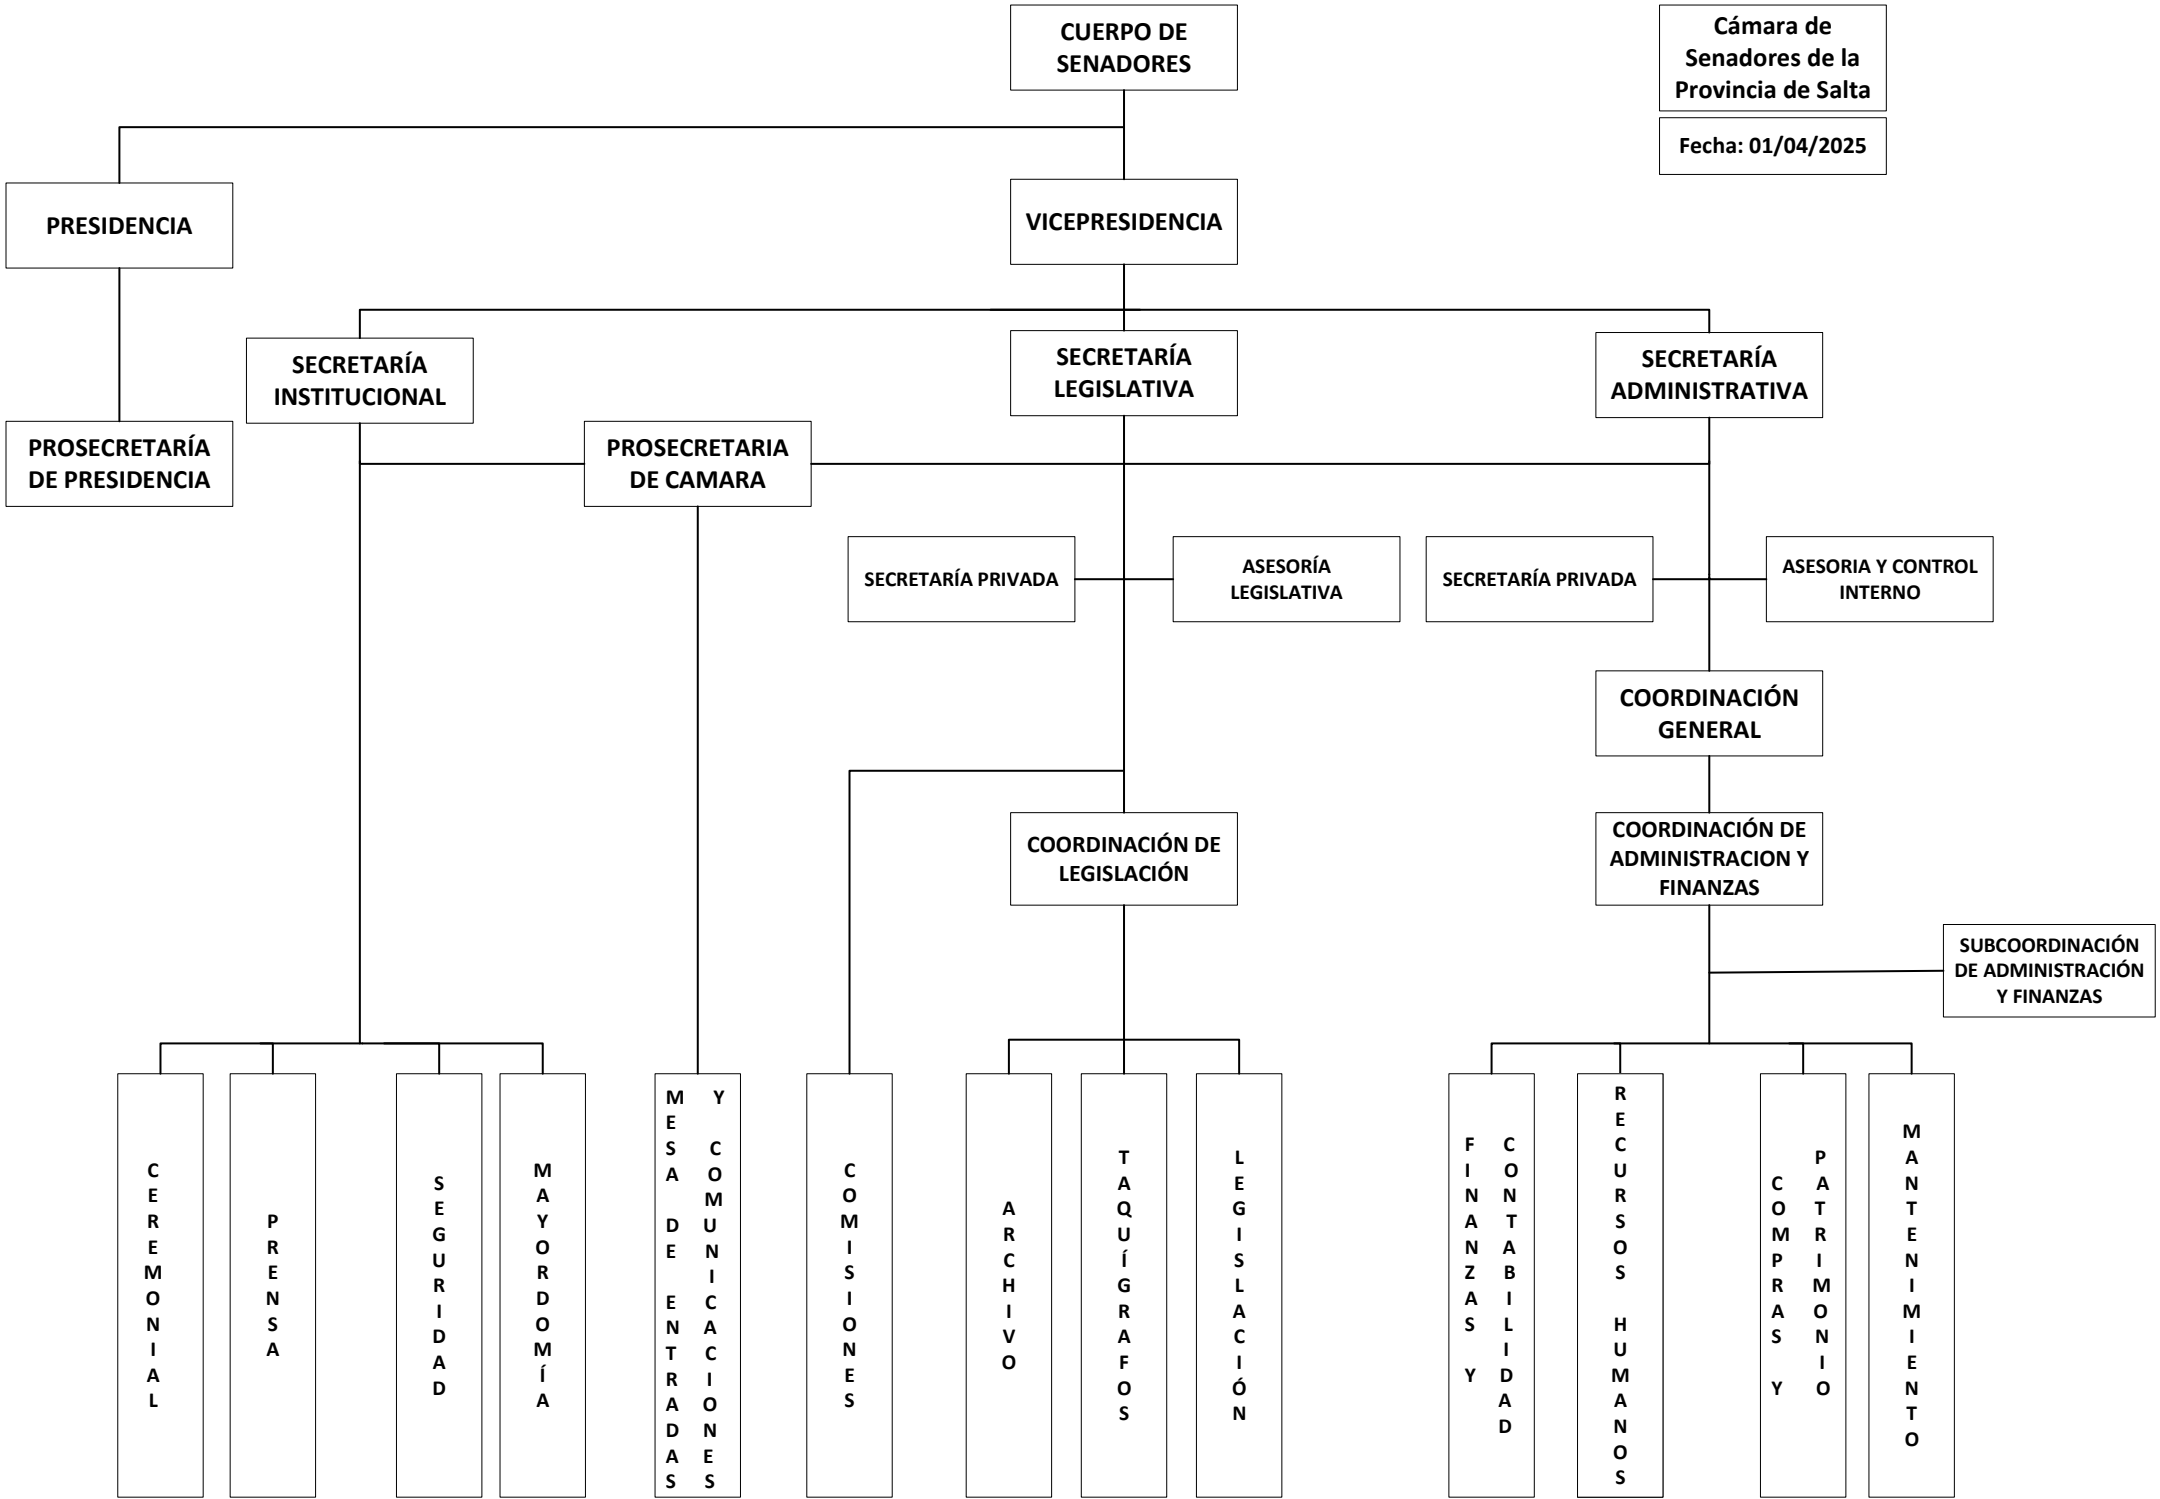 CUERPO DE
SENADORES
Cámara de
Senadores de la
Provincia de Salta
Fecha: 01/04/2025
PRESIDENCIA
VICEPRESIDENCIA
SECRETARÍA
INSTITUCIONAL
SECRETARÍA
LEGISLATIVA
SECRETARÍA
ADMINISTRATIVA
PROSECRETARÍA
DE PRESIDENCIA
PROSECRETARIA
DE CAMARA
SECRETARÍA PRIVADA
ASESORÍA
LEGISLATIVA
SECRETARÍA PRIVADA
ASESORIA Y CONTROL
INTERNO
COORDINACIÓN
GENERAL
COORDINACIÓN DE
LEGISLACIÓN
COORDINACIÓN DE
ADMINISTRACION Y
FINANZAS
SUBCOORDINACIÓN
DE ADMINISTRACIÓN
Y FINANZAS
CEREMONIAL
PRENSA
SEGURIDAD
MAYORDOMÍA
MESA DE ENTRADAS
Y COMUNICACIONES
COMISIONES
ARCHIVO
TAQUÍGRAFOS
LEGISLACIÓN
FINANZAS Y
CONTABILIDAD
RECURSOS HUMANOS
COMPRAS Y
PATRIMONIO
MANTENIMIENTO